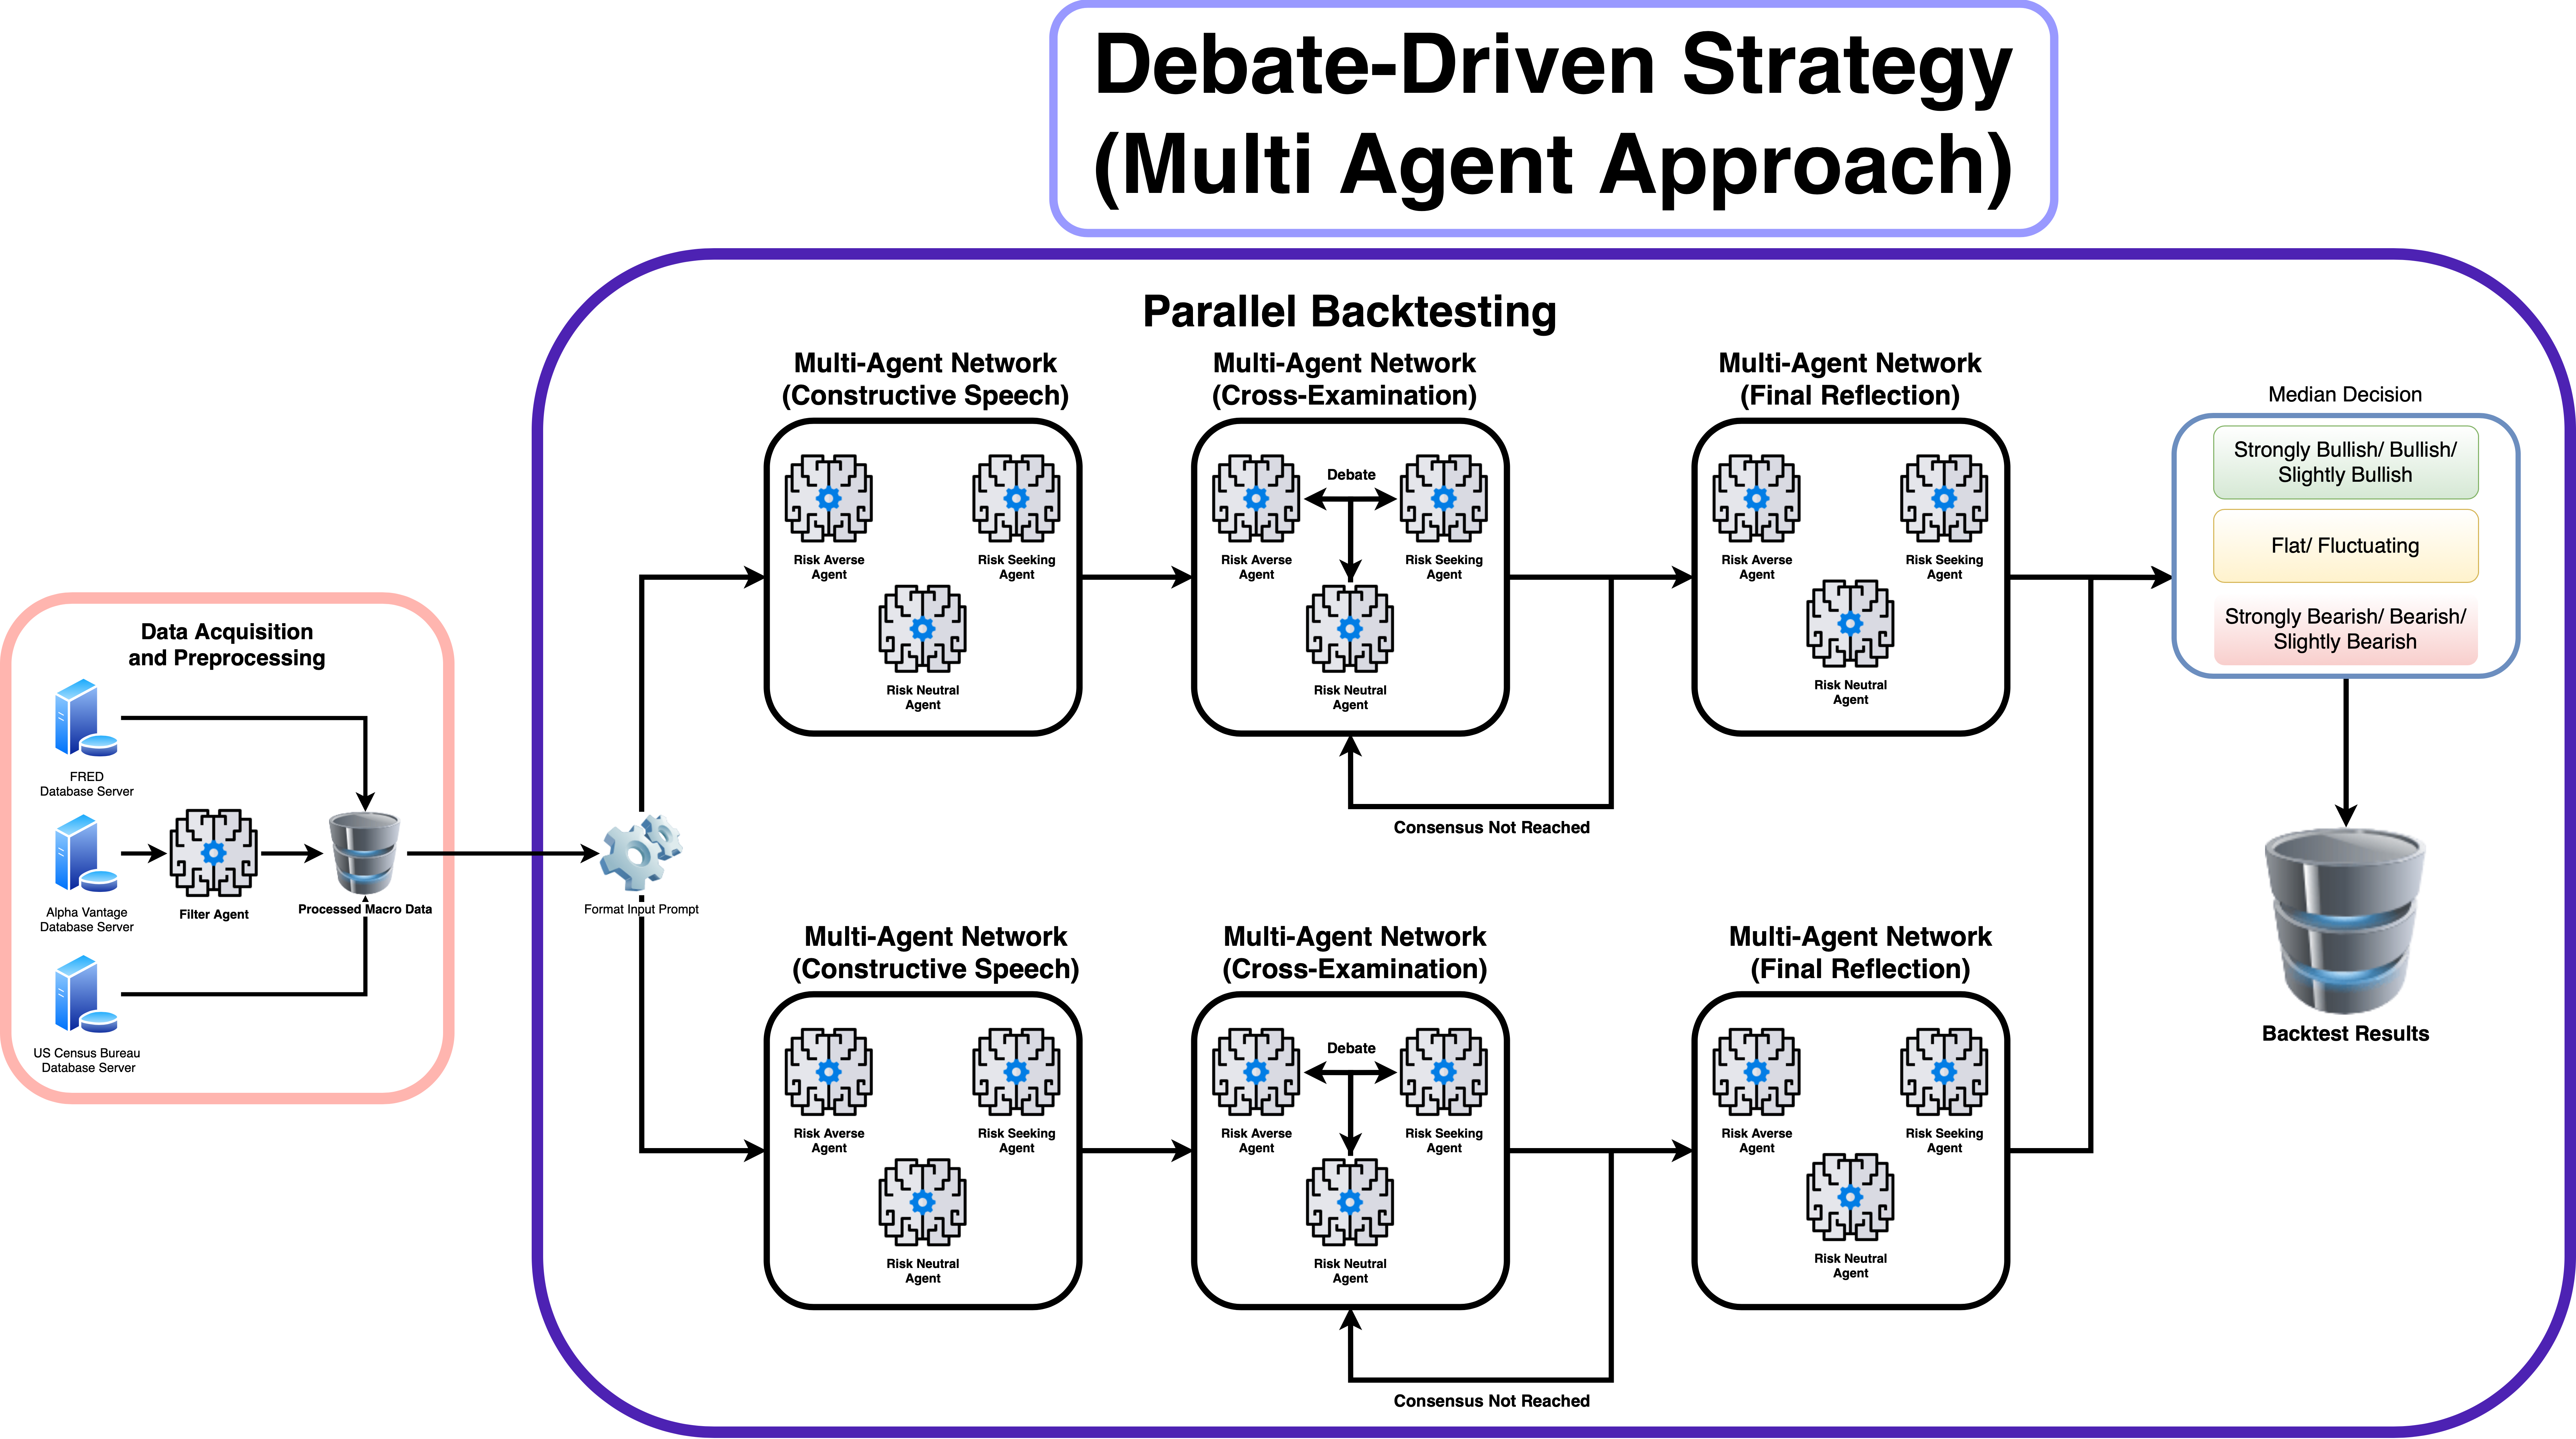 Debate-Driven Strategy
(Multi Agent Approach)
Data Acquisition
and Preprocessing
FRED
Database Server
Alpha Vantage
Database Server
Filter Agent
Processed Macro Data
US Census Bureau
Database Server
Parallel Backtesting
Format Input Prompt
Multi-Agent Network
(Constructive Speech)
Risk Averse
Agent
Risk Seeking
Agent
Risk Neutral
Agent
Multi-Agent Network
(Cross-Examination)
Debate
Risk Averse
Agent
Risk Seeking
Agent
Risk Neutral
Agent
Consensus Not Reached
Multi-Agent Network
(Final Reflection)
Risk Averse
Agent
Risk Seeking
Agent
Risk Neutral
Agent
Multi-Agent Network
(Constructive Speech)
Risk Averse
Agent
Risk Seeking
Agent
Risk Neutral
Agent
Multi-Agent Network
(Cross-Examination)
Debate
Risk Averse
Agent
Risk Seeking
Agent
Risk Neutral
Agent
Consensus Not Reached
Multi-Agent Network
(Final Reflection)
Risk Averse
Agent
Risk Seeking
Agent
Risk Neutral
Agent
Median Decision
Strongly Bullish/ Bullish/
Slightly Bullish
Flat/ Fluctuating
Strongly Bearish/ Bearish/
Slightly Bearish
Backtest Results